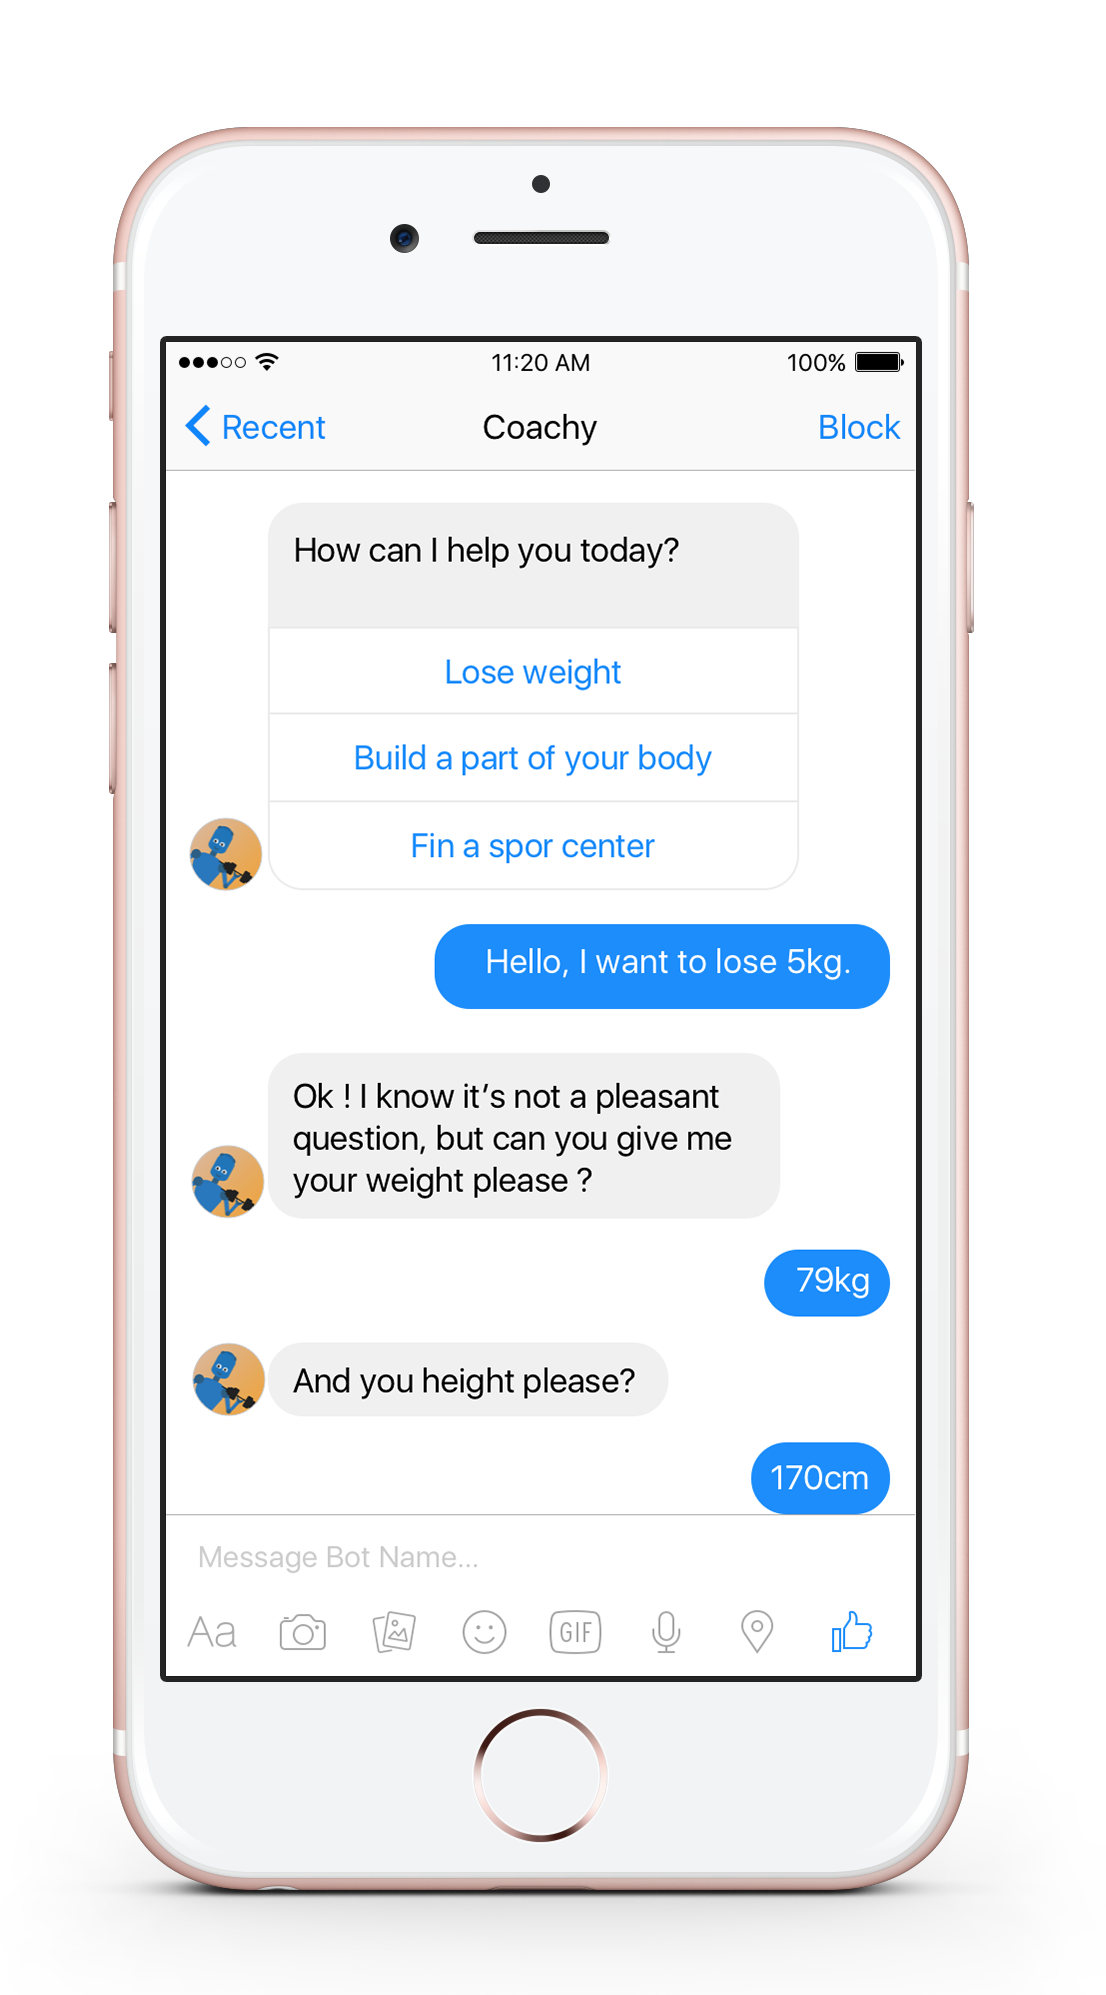 11:20 AM 100%
Recent Coachy Block
How can I help you today?
Lose weight
Build a part of your body
Fin a spor center
Hello, I want to lose 5kg.
Ok ! I know it’s not a pleasant
question, but can you give me
your weight please ?
79kg
And you height please?
170cm
Message Bot Name...
Aa GIF